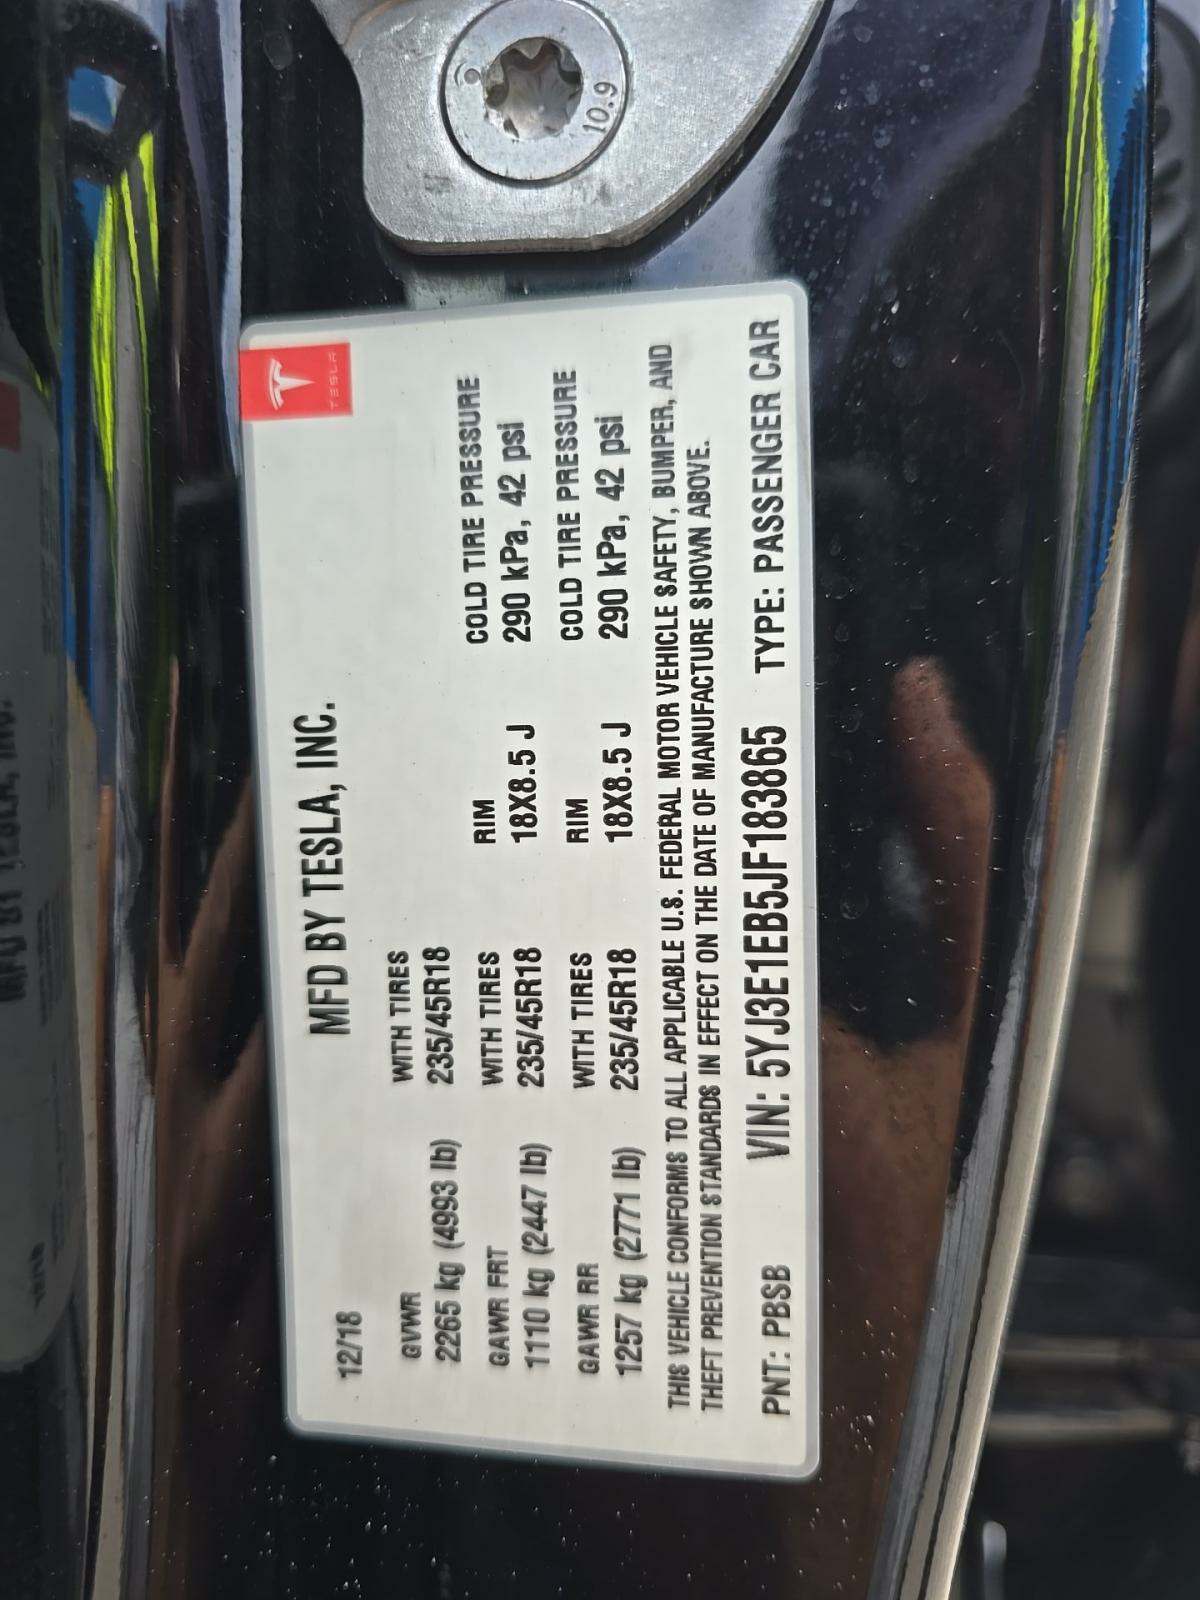 10.9
TESLA
MFD BY TESLA, INC.
12/18
GVWR WITH TIRES
2265 kg (4993 lb) 235/45R18
GAWR FRT WITH TIRES RIM COLD TIRE PRESSURE
1110 kg (2447 lb) 235/45R18 18X8.5 J 290 kPa, 42 psi
GAWR RR WITH TIRES RIM COLD TIRE PRESSURE
1257 kg (2771 lb) 235/45R18 18X8.5 J 290 kPa, 42 psi
THIS VEHICLE CONFORMS TO ALL APPLICABLE U.S. FEDERAL MOTOR VEHICLE SAFETY, BUMPER, AND
THEFT PREVENTION STANDARDS IN EFFECT ON THE DATE OF MANUFACTURE SHOWN ABOVE.
PNT: PBSB VIN: 5YJ3E1EB5JF183865 TYPE: PASSENGER CAR